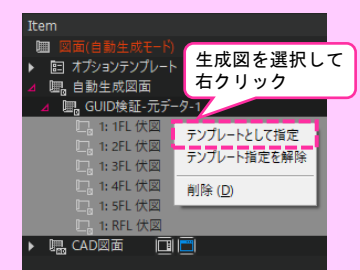 Item
図面(自動生成モード)
オプションテンプレート
自動生成図面
GUID検証-元データ-1
1: 1FL 伏図
1: 2FL 伏図
1: 3FL 伏図
1: 4FL 伏図
1: 5FL 伏図
1: RFL 伏図
CAD図面
生成図を選択して
右クリック
テンプレートとして指定
テンプレート指定を解除
削除 (D)